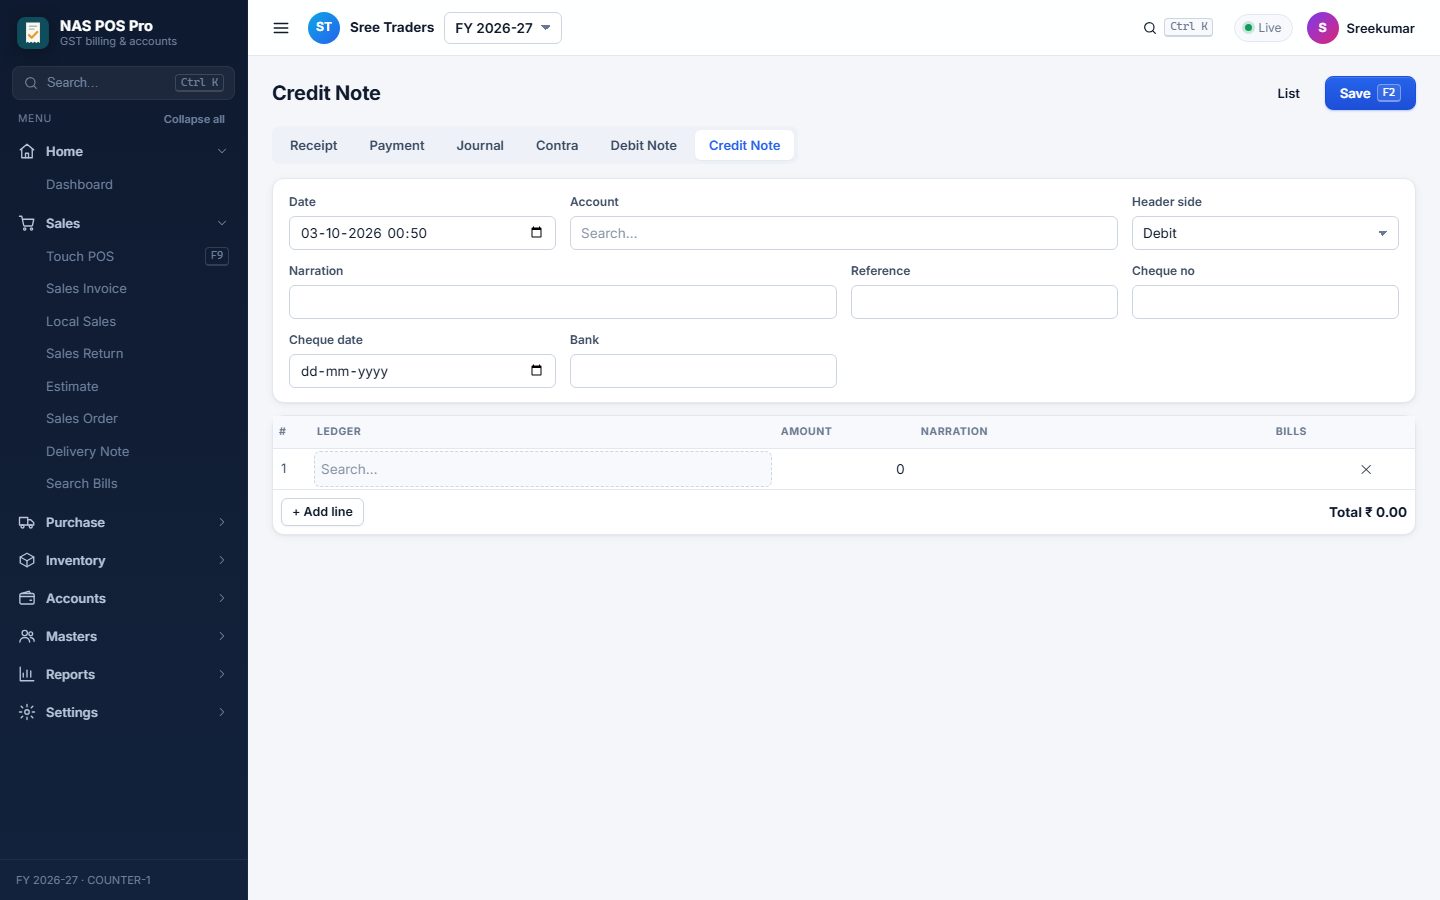 NAS POS Pro
GST billing & accounts
Search... Ctrl K
MENU Collapse all
Home
Dashboard
Sales
Touch POS F9
Sales Invoice
Local Sales
Sales Return
Estimate
Sales Order
Delivery Note
Search Bills
Purchase
Inventory
Accounts
Masters
Reports
Settings
FY 2026-27 · COUNTER-1
ST Sree Traders FY 2026-27 Ctrl K Live S Sreekumar
Credit Note List Save F2
Receipt Payment Journal Contra Debit Note Credit Note
Date Account Header side
03-10-2026 00:50 Search... Debit
Narration Reference Cheque no
Cheque date Bank
dd-mm-yyyy
# LEDGER AMOUNT NARRATION BILLS
1 Search... 0
+ Add line Total ₹ 0.00